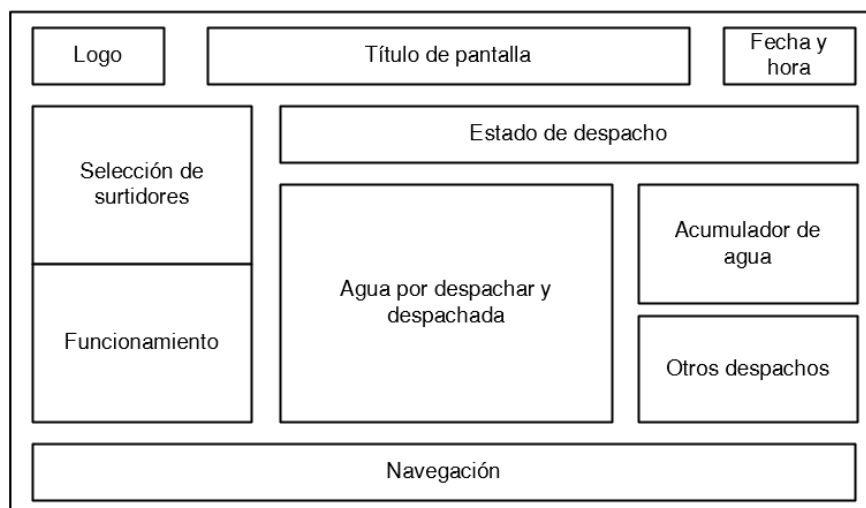 Logo
Título de pantalla
Fecha y
hora
Selección de
surtidores
Estado de despacho
Agua por despachar y
despachada
Acumulador de
agua
Funcionamiento
Otros despachos
Navegación